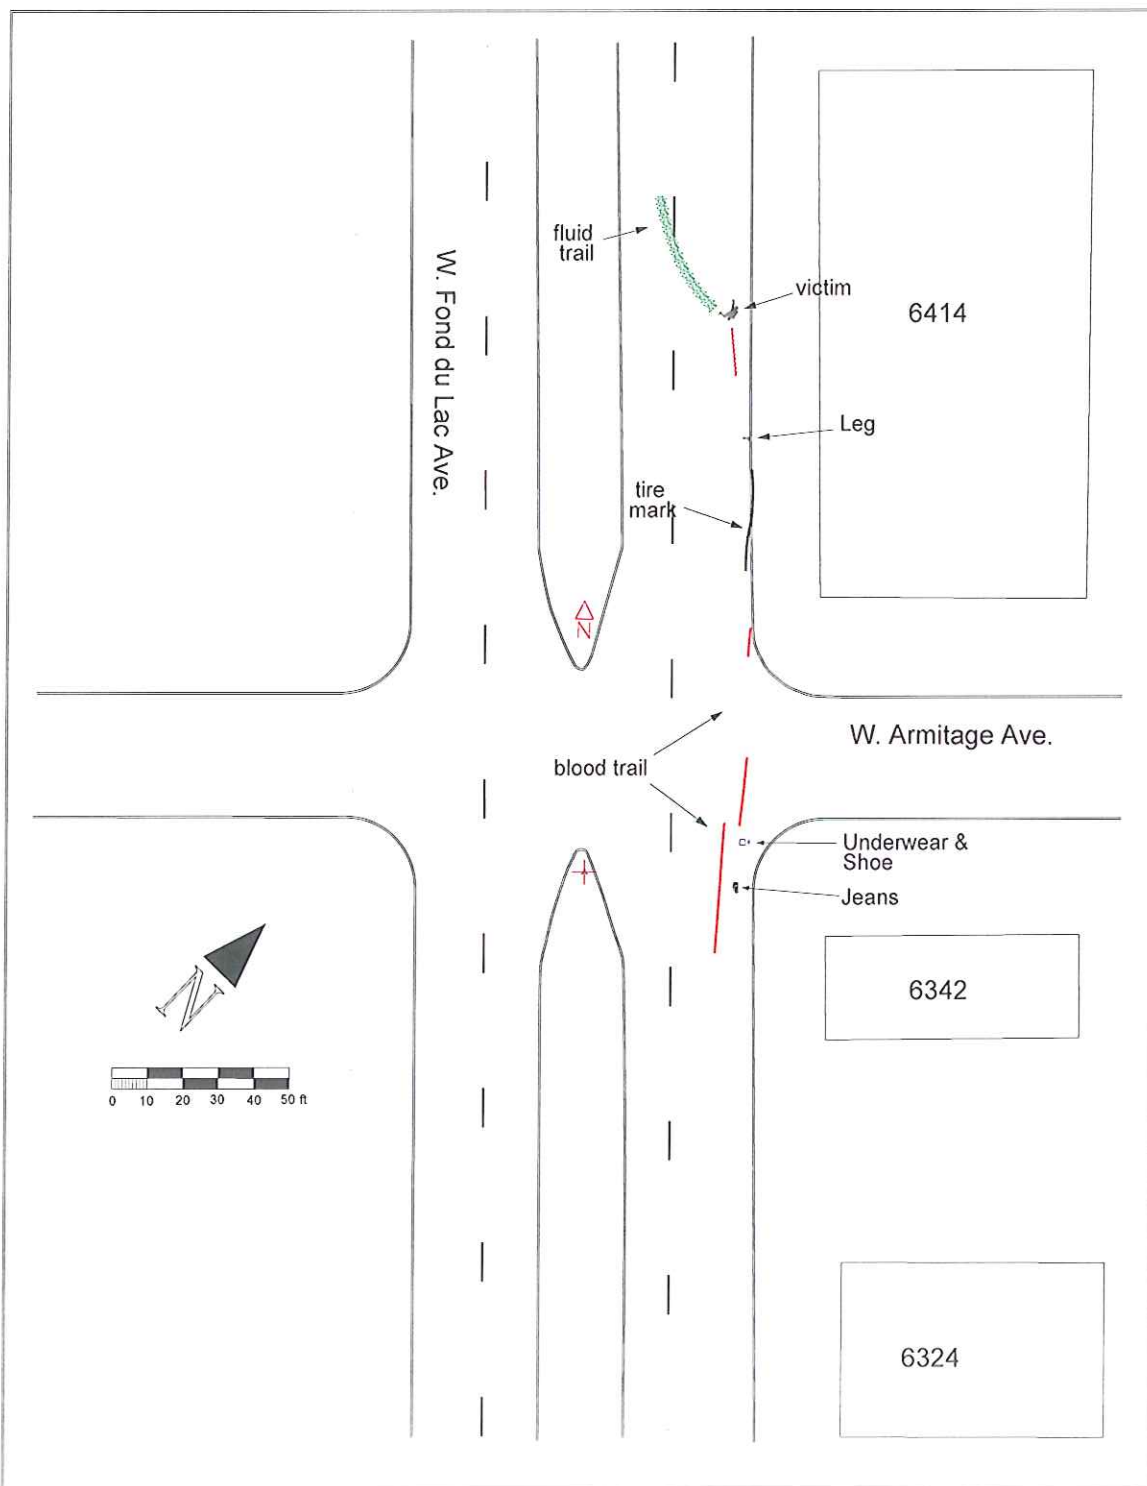 fluid
trail
victim
6414
W. Fond du Lac Ave.
Leg
tire
mark
N
W. Armitage Ave.
blood trail
Underwear &
Shoe
Jeans
6342
N
0 10 20 30 40 50 ft
6324